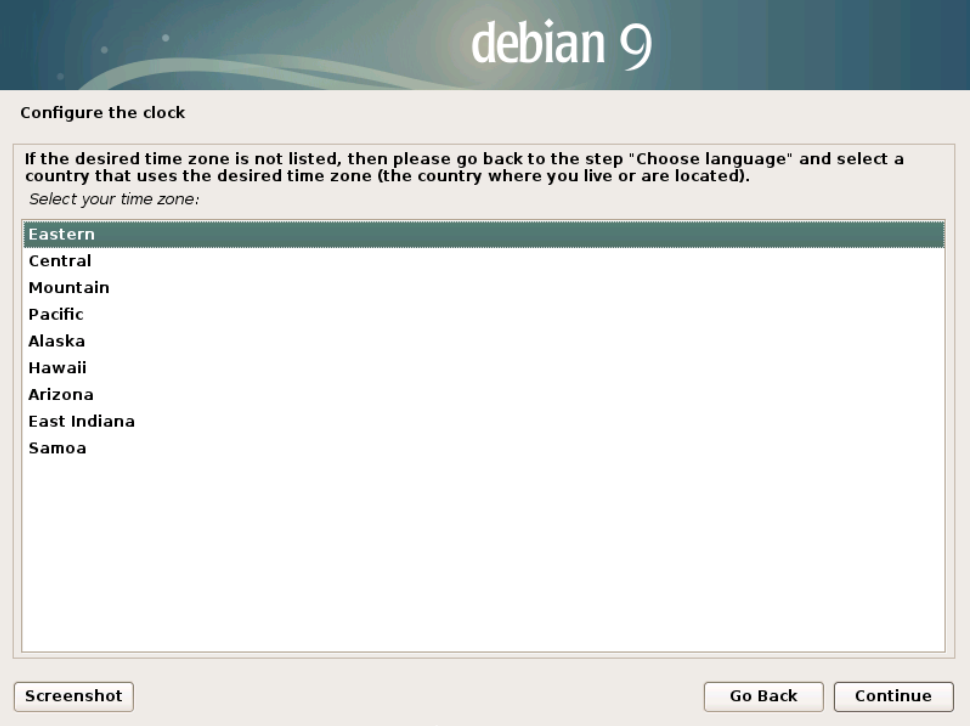 debian 9
Configure the clock
If the desired time zone is not listed, then please go back to the step "Choose language" and select a
country that uses the desired time zone (the country where you live or are located).
Select your time zone:
Eastern
Central
Mountain
Pacific
Alaska
Hawaii
Arizona
East Indiana
Samoa
Screenshot
Go Back
Continue